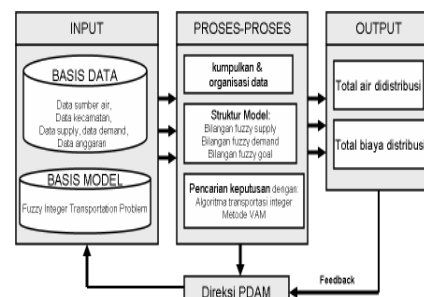 INPUT
BASIS DATA
Data sumber air,
Data kecamatan,
Data supply, data demand,
Data anggaran
BASIS MODEL
Fuzzy Integer Transportation Problem
PROSES-PROSES
kumpulkan &
organisasi data
Struktur Model:
Bilangan fuzzy supply
Bilangan fuzzy demand
Bilangan fuzzy goal
Pencarian keputusan dengan:
Algoritma transportasi integer
Metode VAM
OUTPUT
Total air didistribusi
Total biaya distribusi
Feedback
Direksi PDAM